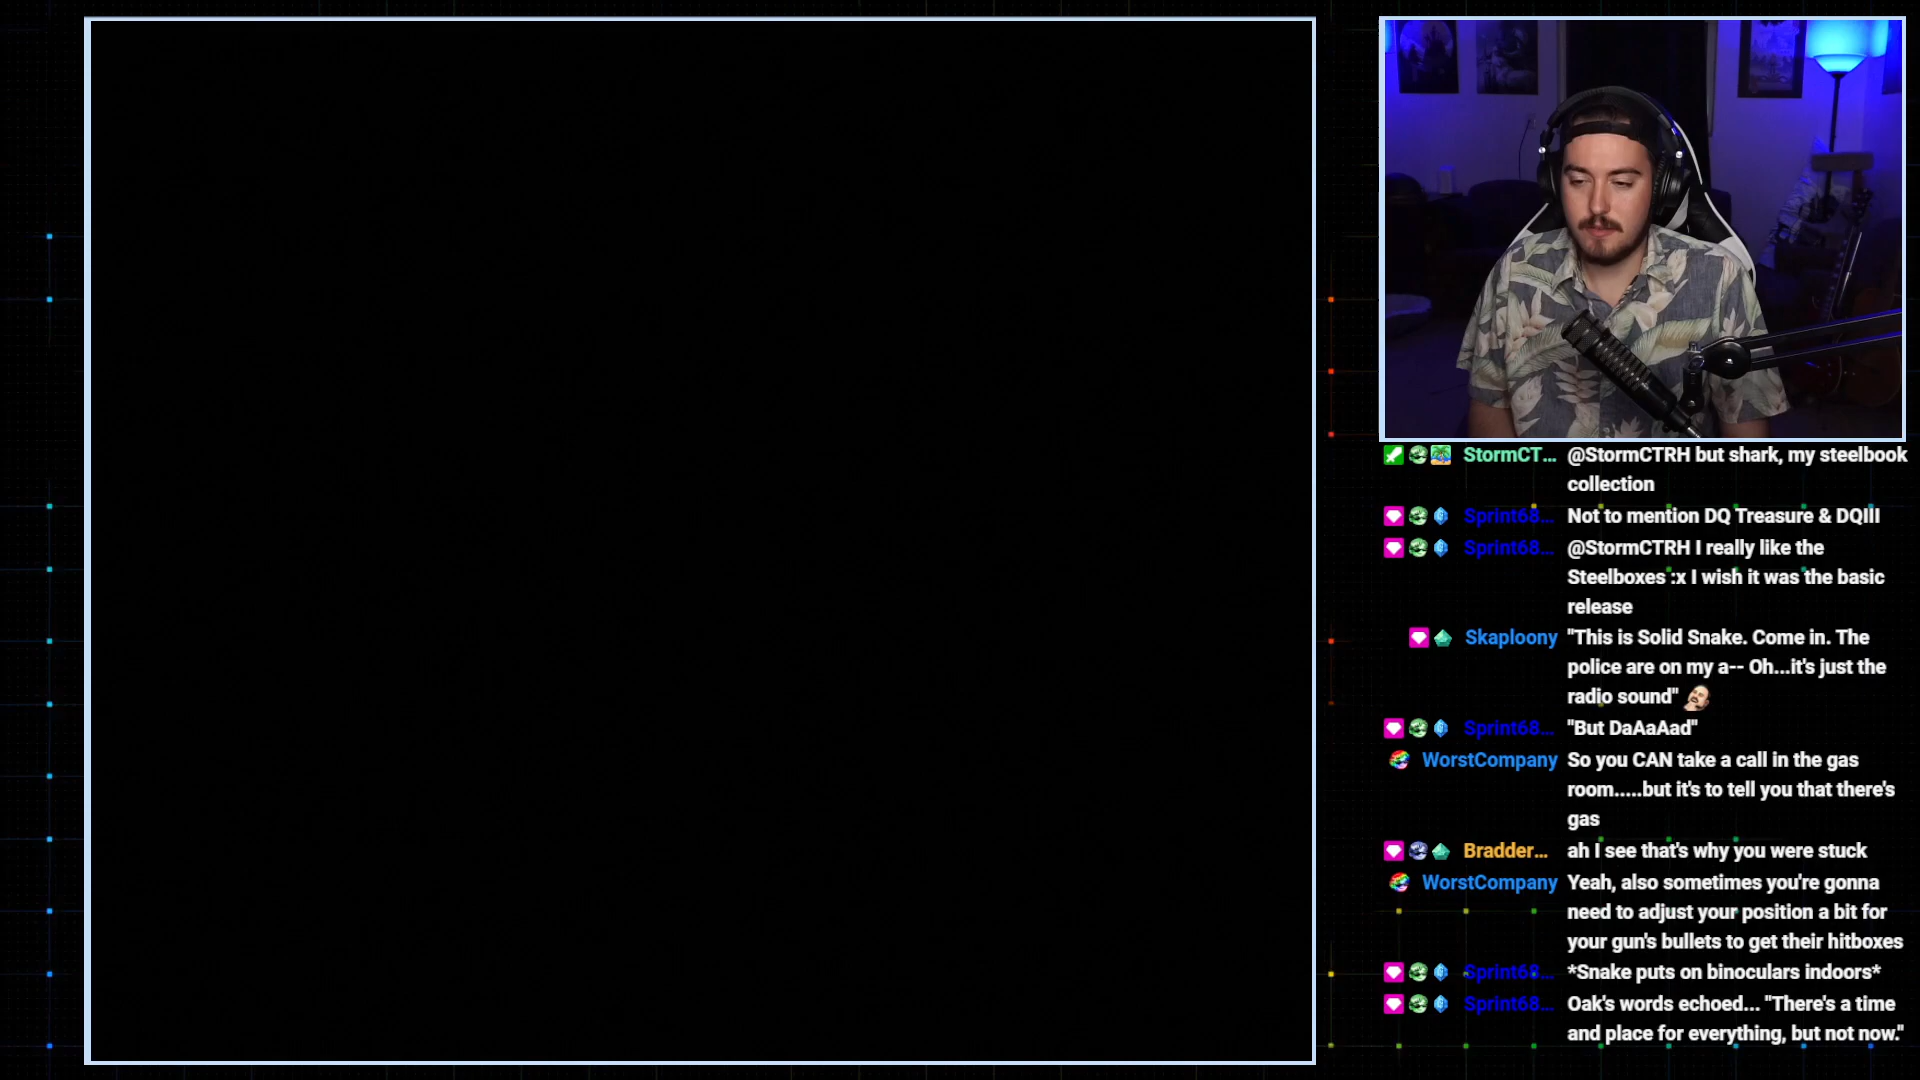 StormCT... @StormCTRH but shark, my steelbook
collection
Sprint68... Not to mention DQ Treasure & DQIII
Sprint68... @StormCTRH I really like the
Steelboxes :x I wish it was the basic
release
Skaploony "This is Solid Snake. Come in. The
police are on my a-- Oh...it's just the
radio sound"
Sprint68... "But DaAaAad"
WorstCompany So you CAN take a call in the gas
room.....but it's to tell you that there's
gas
Bradder... ah I see that's why you were stuck
WorstCompany Yeah, also sometimes you're gonna
need to adjust your position a bit for
your gun's bullets to get their hitboxes
Sprint68... *Snake puts on binoculars indoors*
Sprint68... Oak's words echoed... "There's a time
and place for everything, but not now."